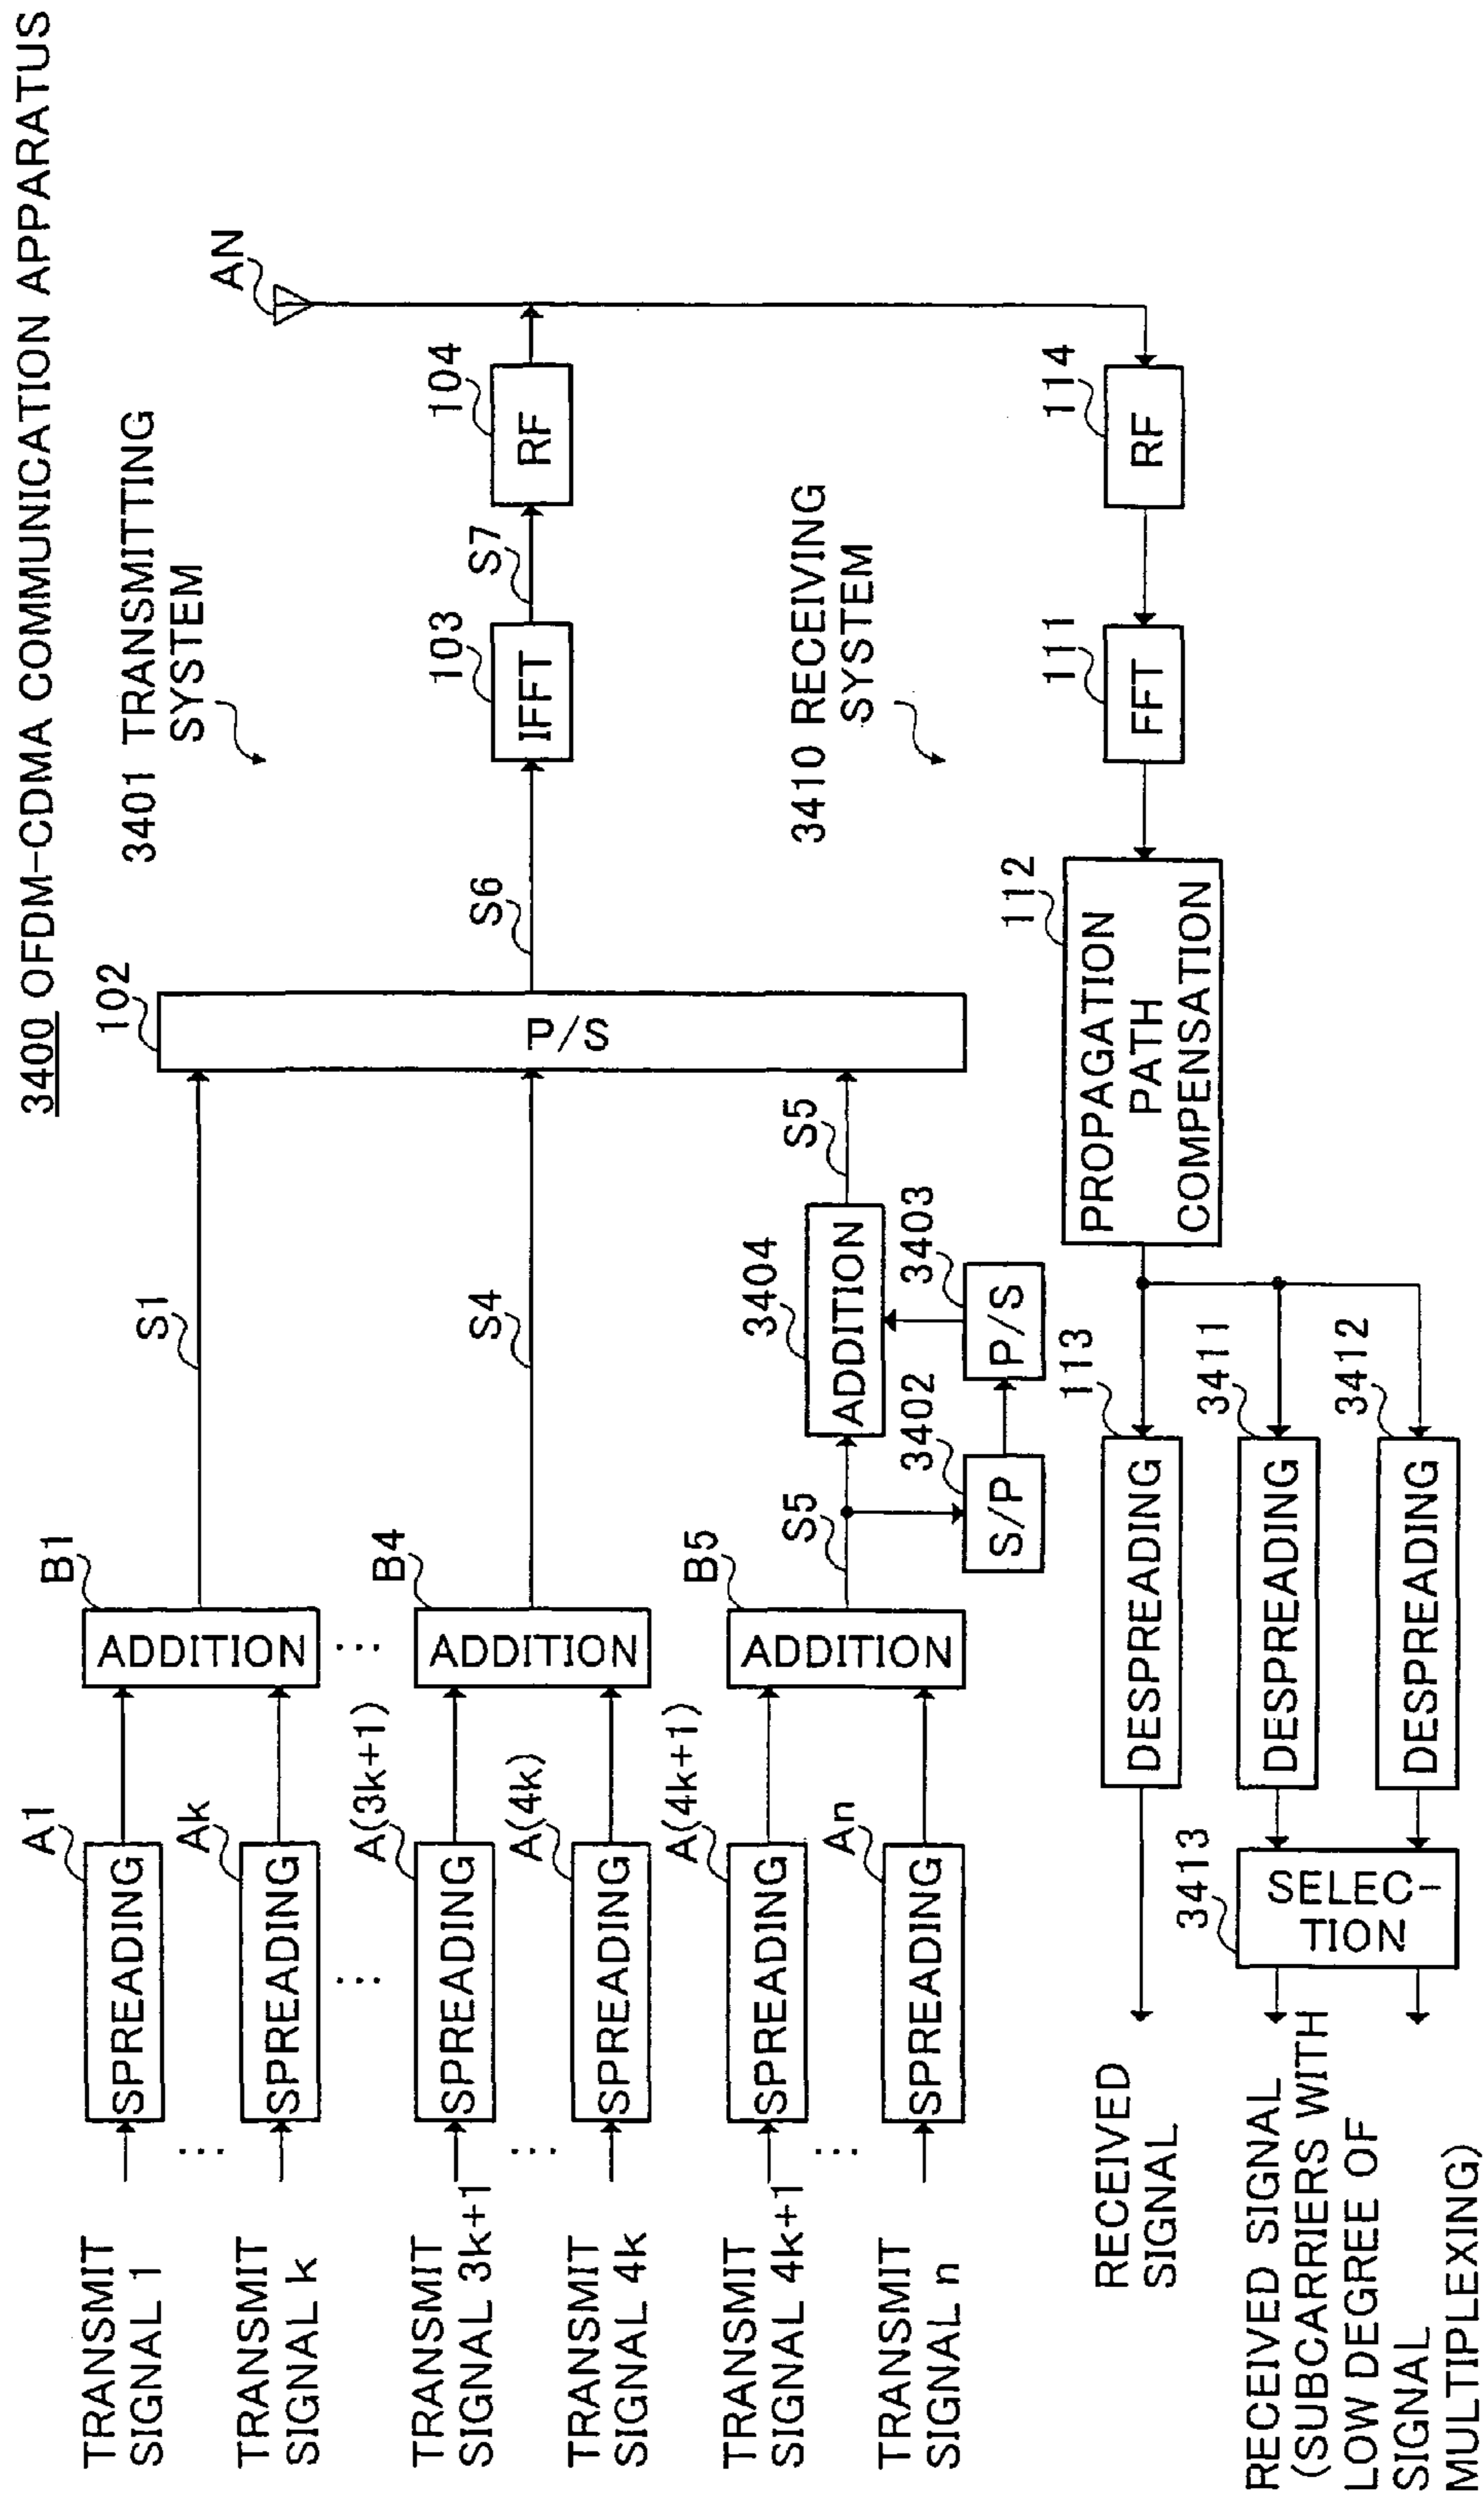 3400 OFDM-CDMA COMMUNICATION APPARATUS
3401 TRANSMITTING
SYSTEM
AN
TRANSMIT
SIGNAL 1
A1
SPREADING
B1
ADDITION
S1
102
P/S
S6
103
IFFT
S7
104
RF
...
TRANSMIT
SIGNAL k
Ak
SPREADING
...
...
TRANSMIT
SIGNAL 3k+1
A(3k+1)
SPREADING
B4
ADDITION
S4
...
TRANSMIT
SIGNAL 4k
A(4k)
SPREADING
TRANSMIT
SIGNAL 4k+1
A(4k+1)
SPREADING
B5
ADDITION
S5
3404
ADDITION
S5
...
TRANSMIT
SIGNAL n
An
SPREADING
3402
S/P
3403
P/S
3410 RECEIVING
SYSTEM
114
RF
111
FFT
112
PROPAGATION
PATH
COMPENSATION
113
DESPREADING
3411
DESPREADING
3412
DESPREADING
3413
SELEC-
TION
RECEIVED
SIGNAL
RECEIVED SIGNAL
(SUBCARRIERS WITH
LOW DEGREE OF
SIGNAL
MULTIPLEXING)